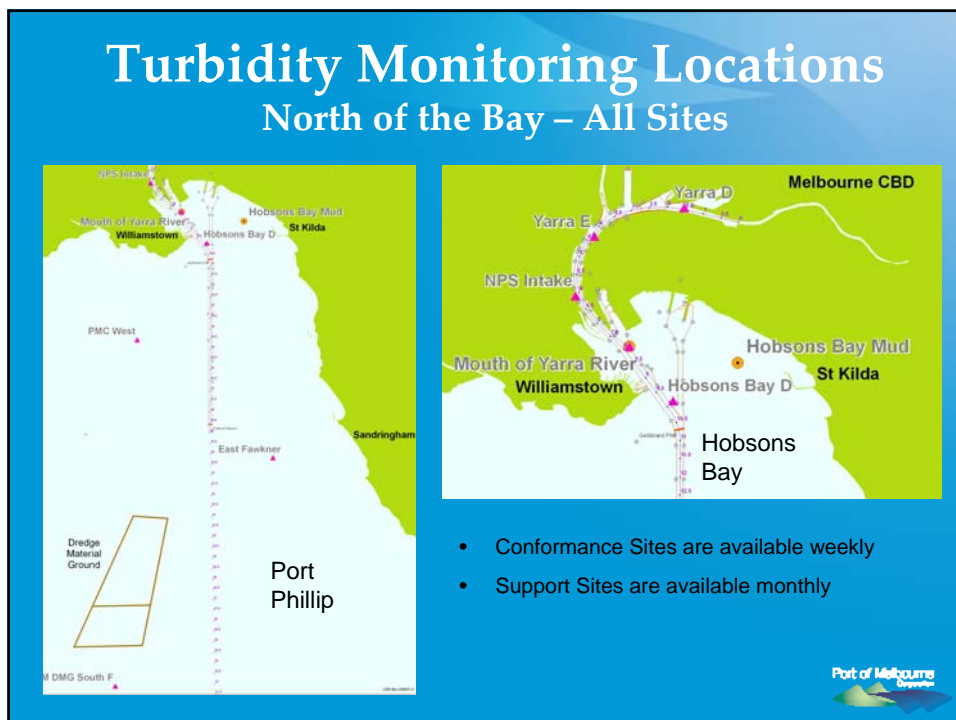 Turbidity Monitoring Locations
North of the Bay – All Sites
NPS Intake
Hobsons Bay Mud
Mouth of Yarra River
St Kilda
Williamstown
Hobsons Bay D
PMC West
Sandringham
East Fawkner
Dredge
Material
Ground
Port
Phillip
M DMG South F
Yarra D
Melbourne CBD
Yarra E
NPS Intake
Hobsons Bay Mud
Mouth of Yarra River
St Kilda
Williamstown
Hobsons Bay D
Hobsons
Bay
• Conformance Sites are available weekly
• Support Sites are available monthly
Port of Melbourne
Corporation